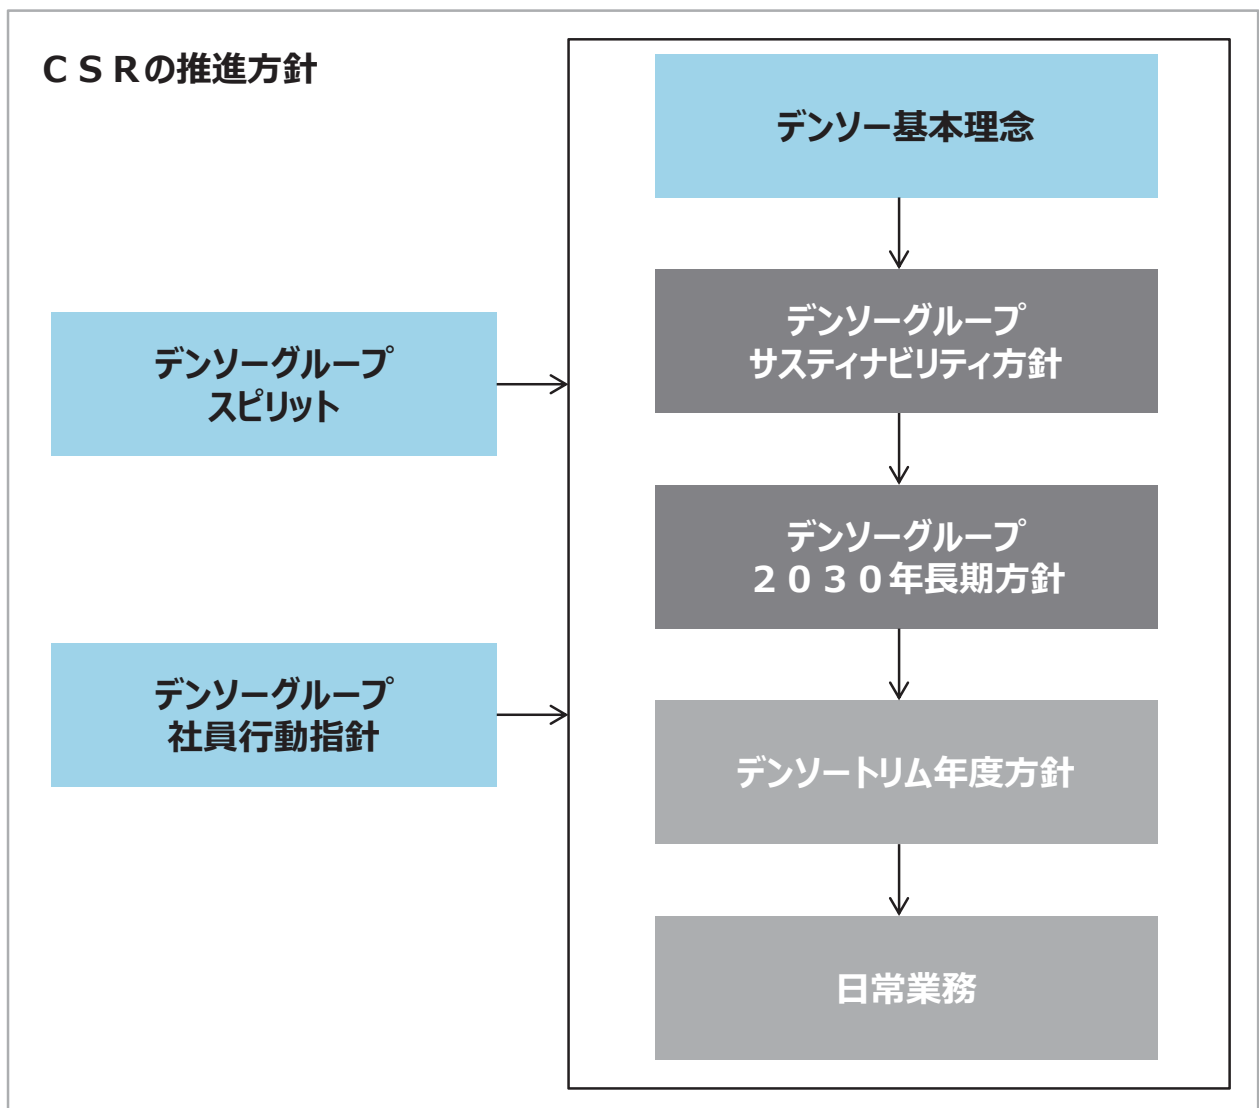 ＣＳＲの推進方針
デンソー基本理念
デンソーグループ
サスティナビリティ方針
デンソーグループ
スピリット
デンソーグループ
２０３０年長期方針
デンソーグループ
社員行動指針
デンソートリム年度方針
日常業務